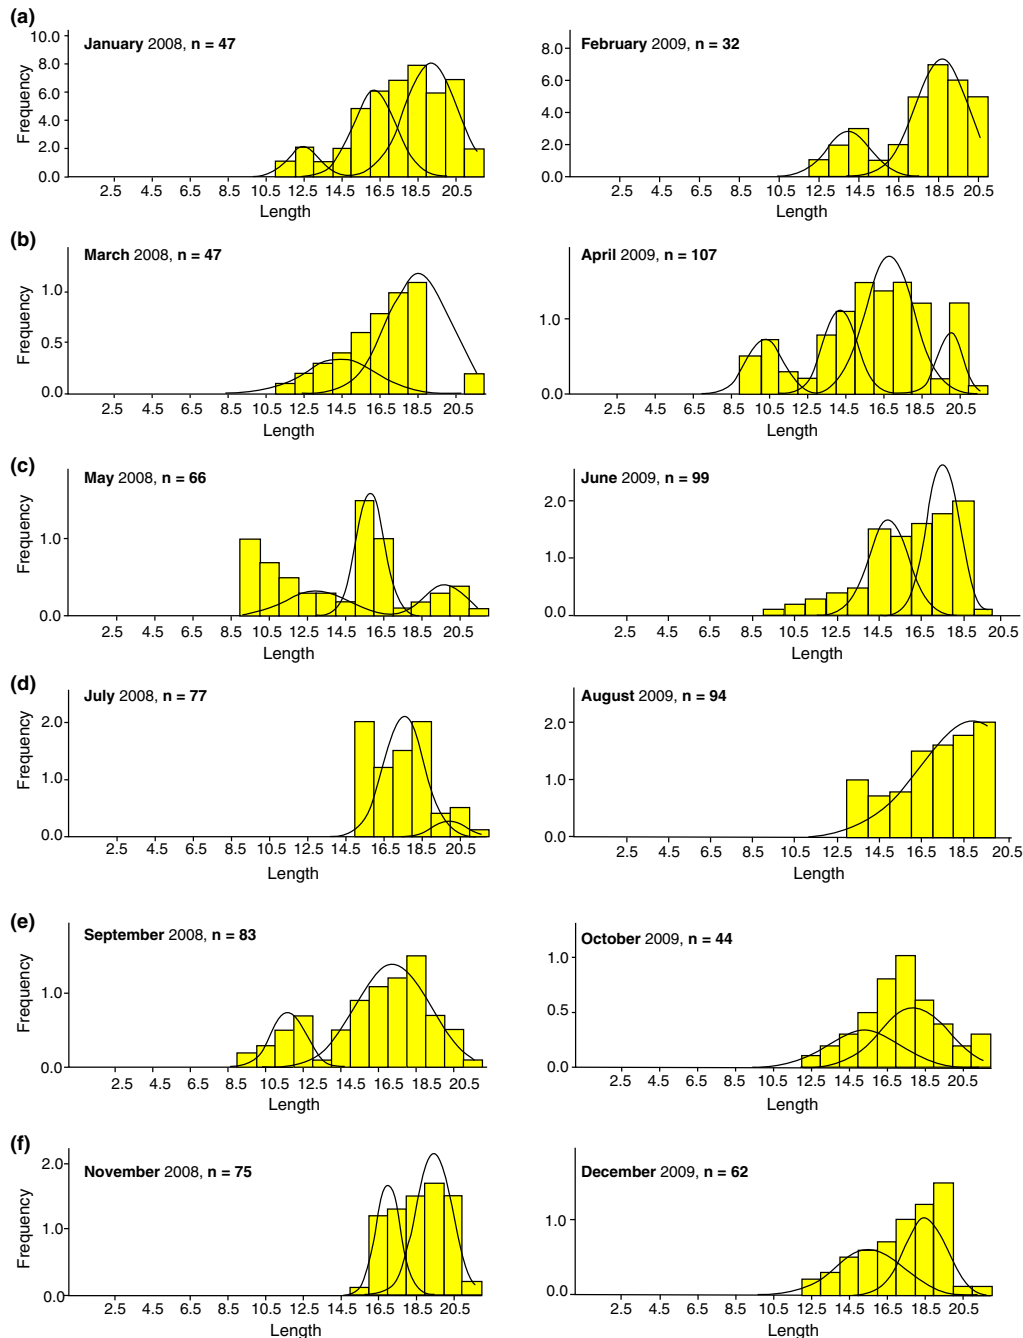 (a)
January 2008, n = 47
10.0
8.0
6.0
4.0
2.0
0.0
Frequency
2.5 4.5 6.5 8.5 10.5 12.5 14.5 16.5 18.5 20.5
Length
February 2009, n = 32
8.0
6.0
4.0
2.0
0.0
2.5 4.5 6.5 8.5 10.5 12.5 14.5 16.5 18.5 20.5
Length
(b)
March 2008, n = 47
1.0
0.5
0.0
Frequency
2.5 4.5 6.5 8.5 10.5 12.5 14.5 16.5 18.5 20.5
Length
April 2009, n = 107
1.0
0.0
2.5 4.5 6.5 8.5 10.5 12.5 14.5 16.5 18.5 20.5
Length
(c)
May 2008, n = 66
1.0
0.0
Frequency
2.5 4.5 6.5 8.5 10.5 12.5 14.5 16.5 18.5 20.5
Length
June 2009, n = 99
2.0
1.0
0.0
2.5 4.5 6.5 8.5 10.5 12.5 14.5 16.5 18.5 20.5
Length
(d)
July 2008, n = 77
2.0
1.0
0.0
Frequency
2.5 4.5 6.5 8.5 10.5 12.5 14.5 16.5 18.5 20.5
Length
August 2009, n = 94
2.0
1.0
0.0
2.5 4.5 6.5 8.5 10.5 12.5 14.5 16.5 18.5 20.5
Length
(e)
September 2008, n = 83
1.0
0.0
Frequency
2.5 4.5 6.5 8.5 10.5 12.5 14.5 16.5 18.5 20.5
Length
October 2009, n = 44
1.0
0.5
0.0
2.5 4.5 6.5 8.5 10.5 12.5 14.5 16.5 18.5 20.5
Length
(f)
November 2008, n = 75
2.0
1.0
0.0
Frequency
2.5 4.5 6.5 8.5 10.5 12.5 14.5 16.5 18.5 20.5
Length
December 2009, n = 62
1.0
0.0
2.5 4.5 6.5 8.5 10.5 12.5 14.5 16.5 18.5 20.5
Length